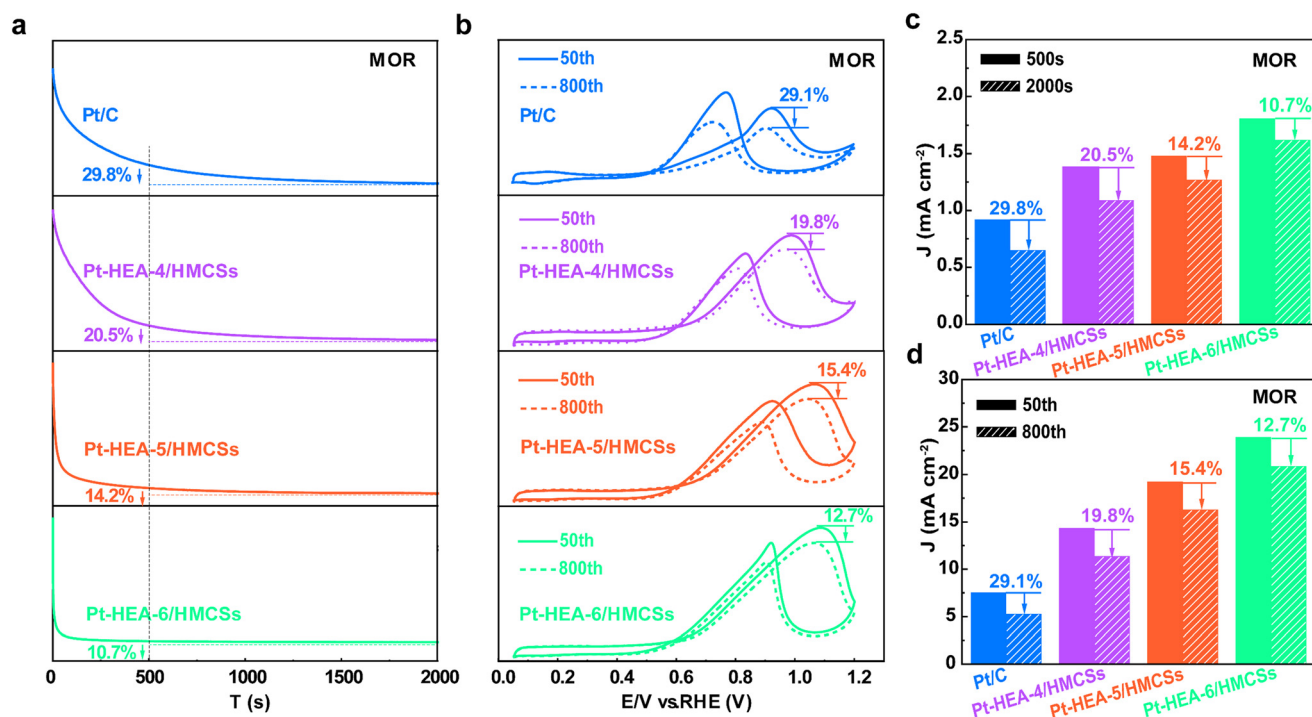 a
MOR
Pt/C
29.8%
Pt-HEA-4/HMCSs
20.5%
Pt-HEA-5/HMCSs
14.2%
Pt-HEA-6/HMCSs
10.7%
0 500 1000 1500 2000
T (s)
b
50th
800th
MOR
Pt/C
29.1%
50th
800th
Pt-HEA-4/HMCSs
19.8%
50th
800th
Pt-HEA-5/HMCSs
15.4%
50th
800th
Pt-HEA-6/HMCSs
12.7%
0.0 0.2 0.4 0.6 0.8 1.0 1.2
E/V vs.RHE (V)
c
J (mA cm-2)
2.5
2.0
1.5
1.0
0.5
0.0
500s
2000s
MOR
29.8%
20.5%
14.2%
10.7%
Pt/C
Pt-HEA-4/HMCSs
Pt-HEA-5/HMCSs
Pt-HEA-6/HMCSs
d
J (mA cm-2)
30
25
20
15
10
5
0
50th
800th
MOR
29.1%
19.8%
15.4%
12.7%
Pt/C
Pt-HEA-4/HMCSs
Pt-HEA-5/HMCSs
Pt-HEA-6/HMCSs